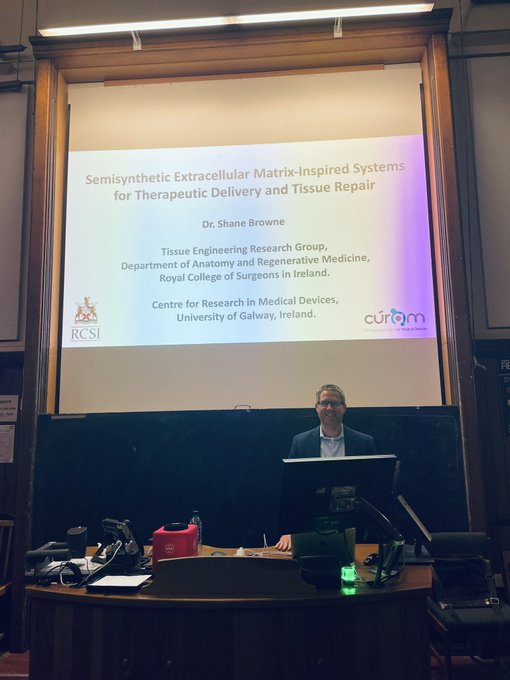 Semisynthetic Extracellular Matrix-Inspired Systems
for Therapeutic Delivery and Tissue Repair
Dr. Shane Browne
Tissue Engineering Research Group,
Department of Anatomy and Regenerative Medicine,
Royal College of Surgeons in Ireland.
Centre for Research in Medical Devices,
University of Galway, Ireland.
RCSI
cúram